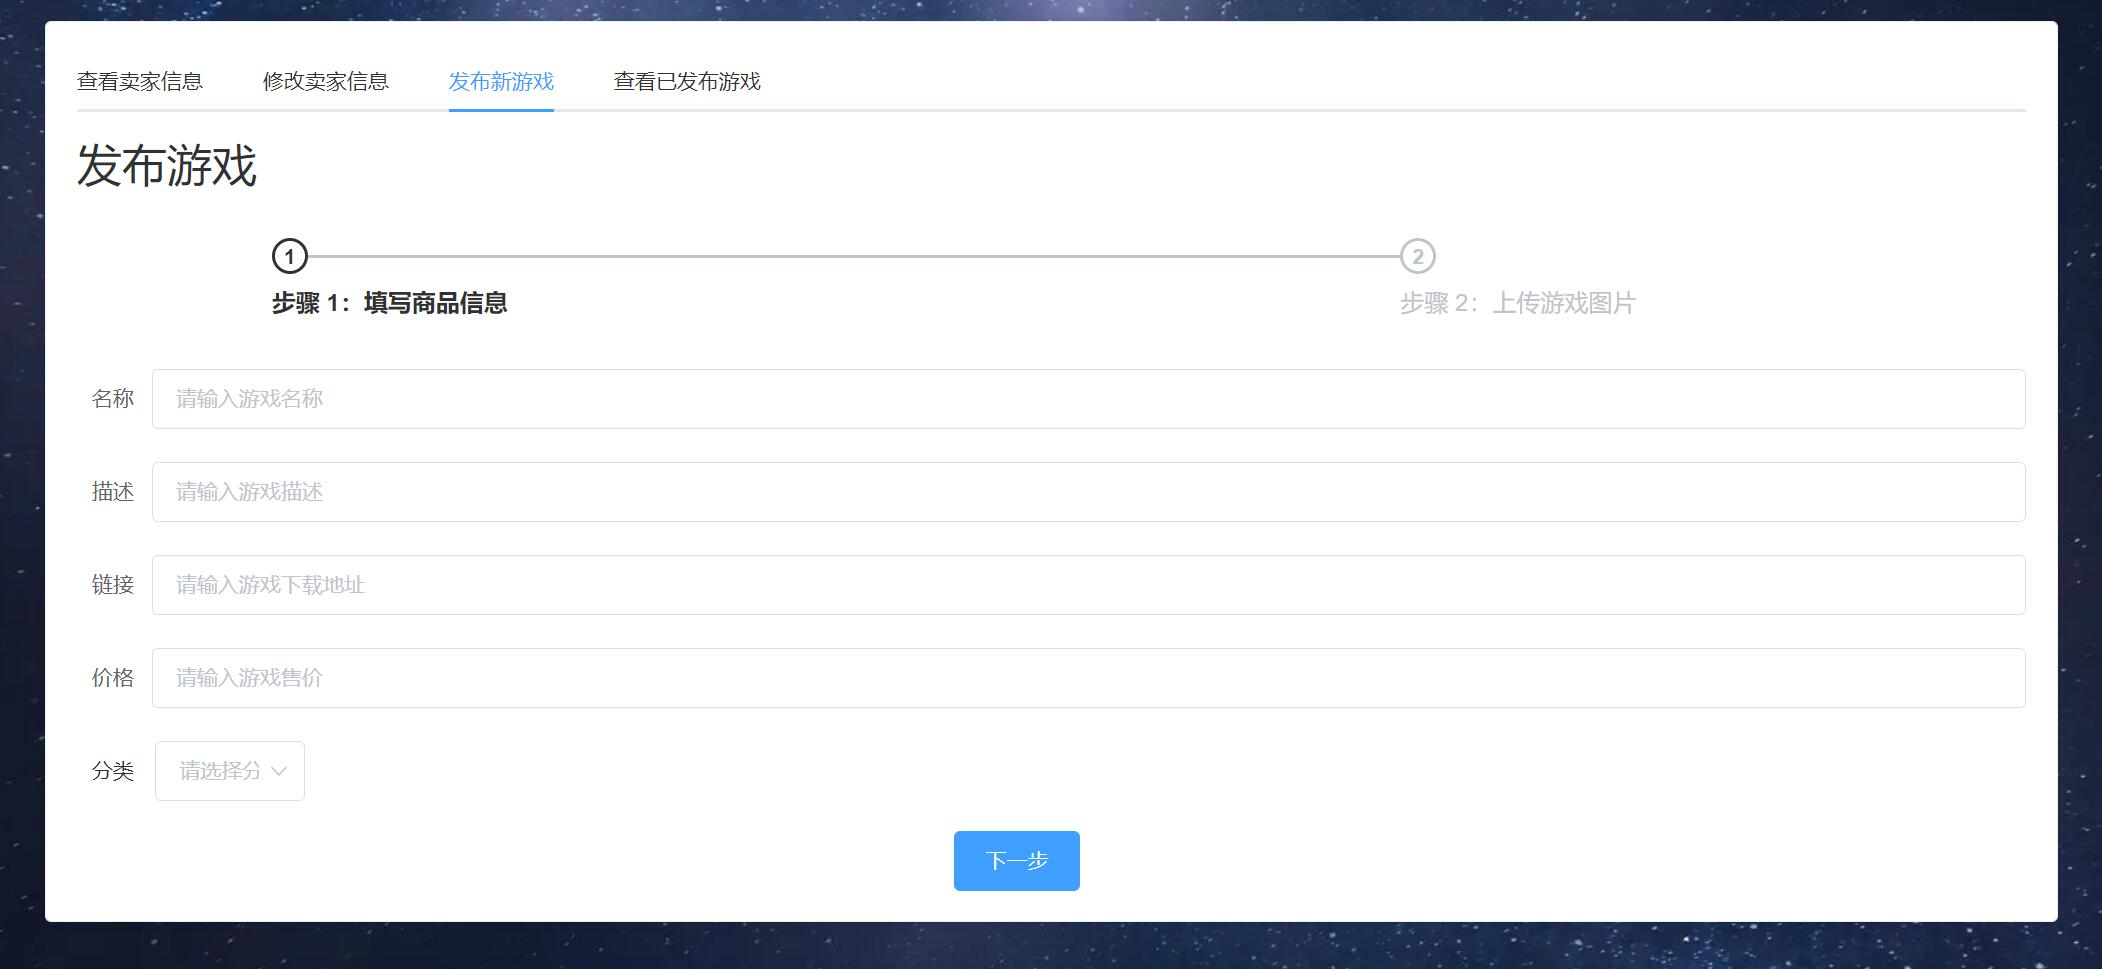 查看卖家信息 修改卖家信息 发布新游戏 查看已发布游戏
发布游戏
1 2
步骤 1：填写商品信息 步骤 2：上传游戏图片
名称 请输入游戏名称
描述 请输入游戏描述
链接 请输入游戏下载地址
价格 请输入游戏售价
分类 请选择分
下一步